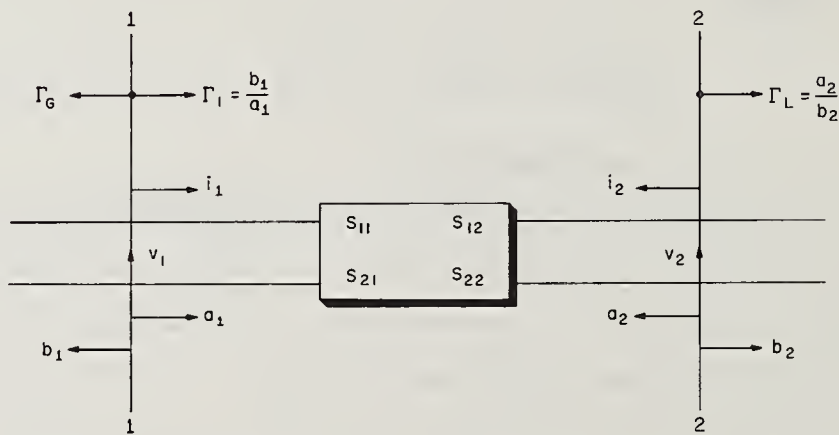 1 2
Γ_G Γ_1 = b_1/a_1 Γ_L = a_2/b_2
i_1 i_2
S_11 S_12
v_1 v_2
S_21 S_22
a_1 a_2
b_1 b_2
1 2